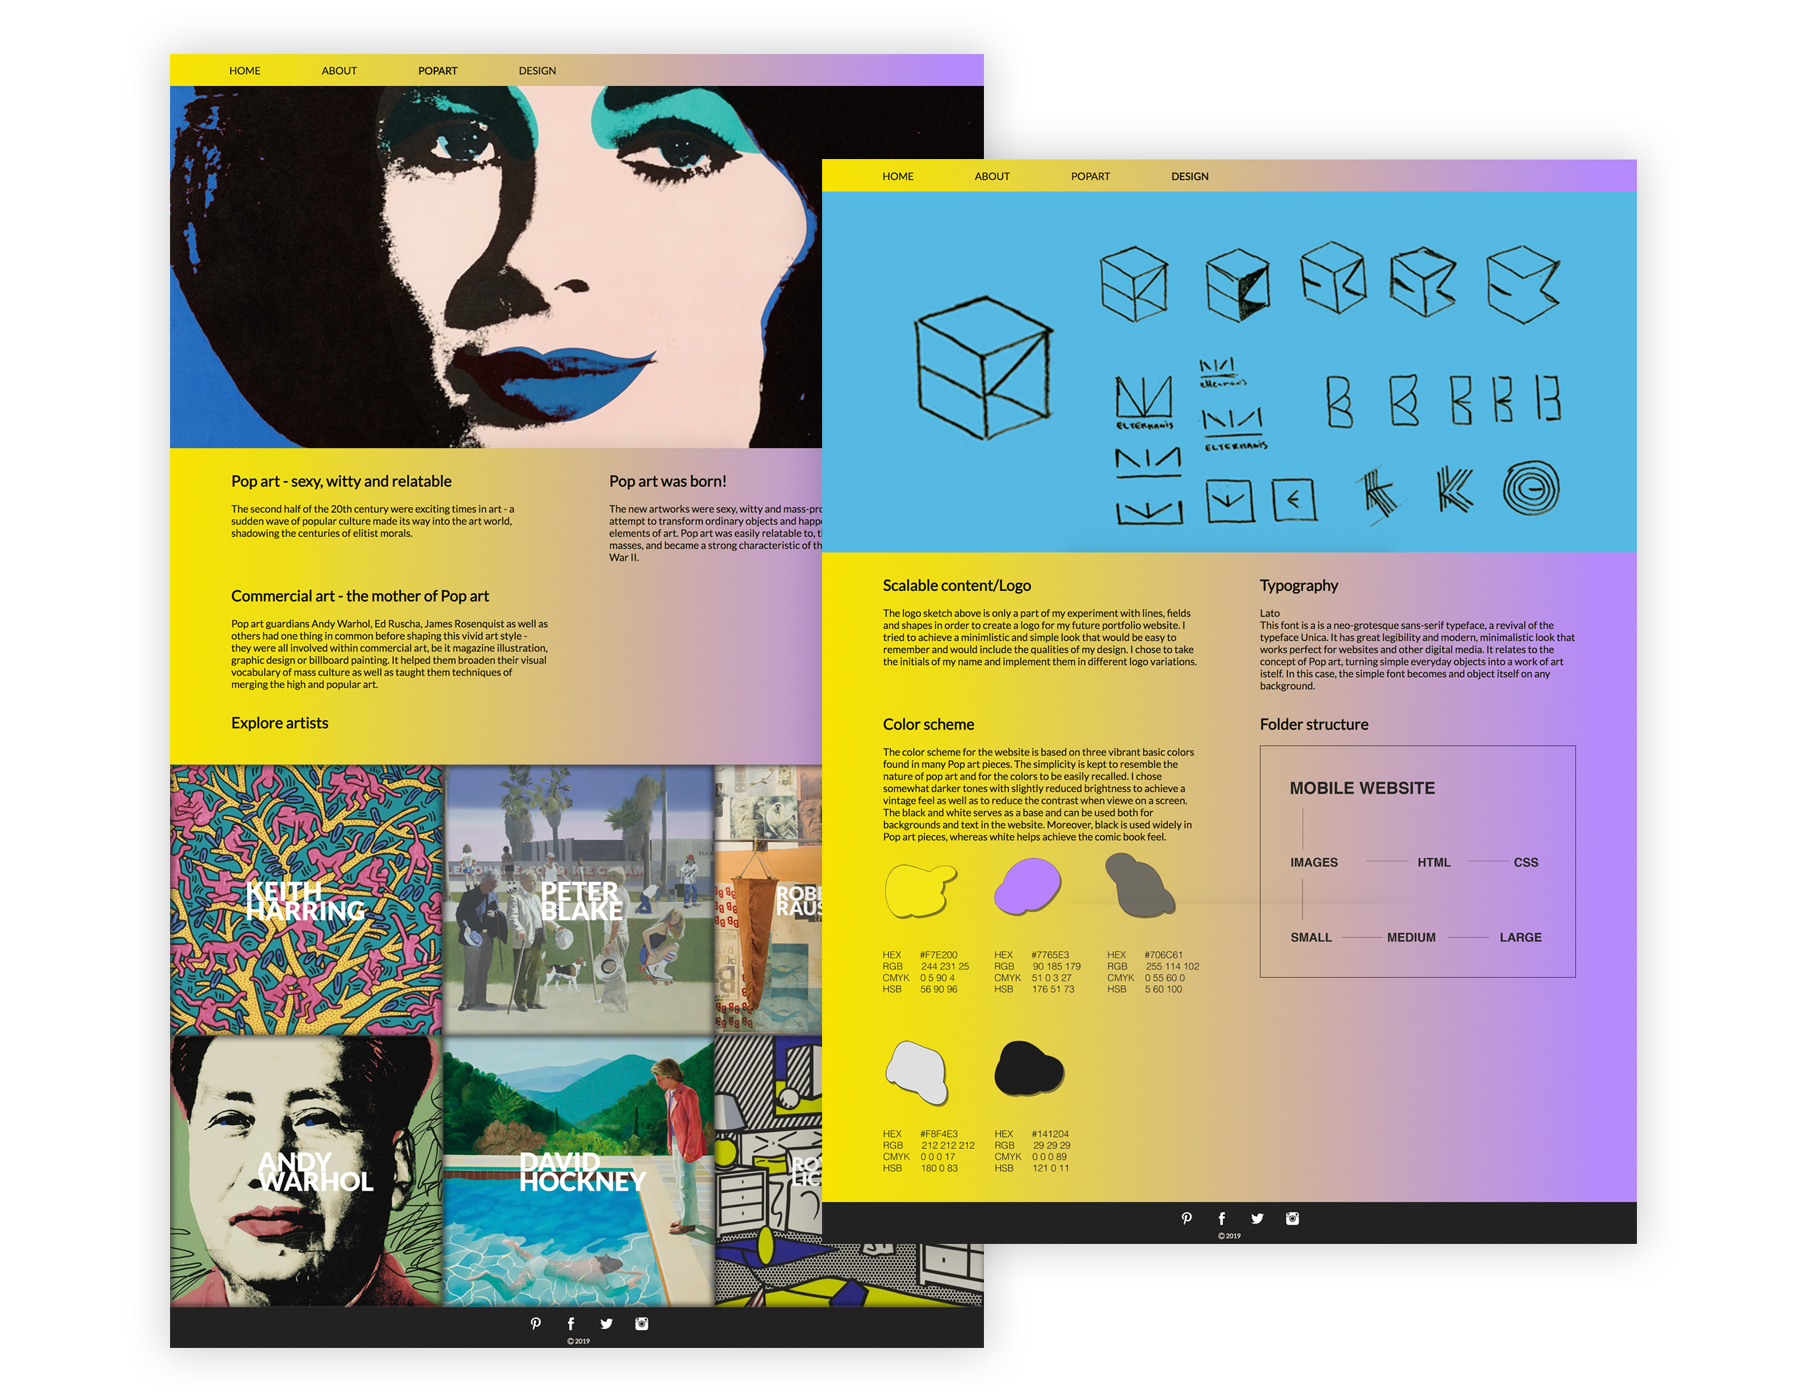 HOME ABOUT POPART DESIGN
Pop art - sexy, witty and relatable
The second half of the 20th century were exciting times in art - a
sudden wave of popular culture made its way into the art world,
shadowing the centuries of elitist morals.
Pop art was born!
The new artworks were sexy, witty and mass-pro
attempt to transform ordinary objects and happ
elements of art. Pop art was easily relatable to, t
masses, and became a strong characteristic of th
War II.
Commercial art - the mother of Pop art
Pop art guardians Andy Warhol, Ed Ruscha, James Rosenquist as well as
others had one thing in common before shaping this vivid art style -
they were all involved within commercial art, be it magazine illustration,
graphic design or billboard painting. It helped them broaden their visual
vocabulary of mass culture as well as taught them techniques of
merging the high and popular art.
Explore artists
KEITH
HARRING
PETER
BLAKE
ROBE
RAUS
ANDY
WARHOL
DAVID
HOCKNEY
RO
LIC
© 2019
HOME ABOUT POPART DESIGN
eltermanis
ELTERMANIS
ELTERMANIS
B B B B B
K K
Scalable content/Logo
The logo sketch above is only a part of my experiment with lines, fields
and shapes in order to create a logo for my future portfolio website. I
tried to achieve a minimlistic and simple look that would be easy to
remember and would include the qualities of my design. I chose to take
the initials of my name and implement them in different logo variations.
Typography
Lato
This font is a is a neo-grotesque sans-serif typeface, a revival of the
typeface Unica. It has great legibility and modern, minimalistic look that
works perfect for websites and other digital media. It relates to the
concept of Pop art, turning simple everyday objects into a work of art
istelf. In this case, the simple font becomes and object itself on any
background.
Color scheme
The color scheme for the website is based on three vibrant basic colors
found in many Pop art pieces. The simplicity is kept to resemble the
nature of pop art and for the colors to be easily recalled. I chose
somewhat darker tones with slightly reduced brightness to achieve a
vintage feel as well as to reduce the contrast when viewe on a screen.
The black and white serves as a base and can be used both for
backgrounds and text in the website. Moreover, black is used widely in
Pop art pieces, whereas white helps achieve the comic book feel.
HEX #F7E200
RGB 244 231 25
CMYK 0 5 90 4
HSB 56 90 96
HEX #7765E3
RGB 90 185 179
CMYK 51 0 3 27
HSB 176 51 73
HEX #706C61
RGB 255 114 102
CMYK 0 55 60 0
HSB 5 60 100
HEX #F8F4E3
RGB 212 212 212
CMYK 0 0 0 17
HSB 180 0 83
HEX #141204
RGB 29 29 29
CMYK 0 0 0 89
HSB 121 0 11
Folder structure
MOBILE WEBSITE
IMAGES HTML CSS
SMALL MEDIUM LARGE
© 2019